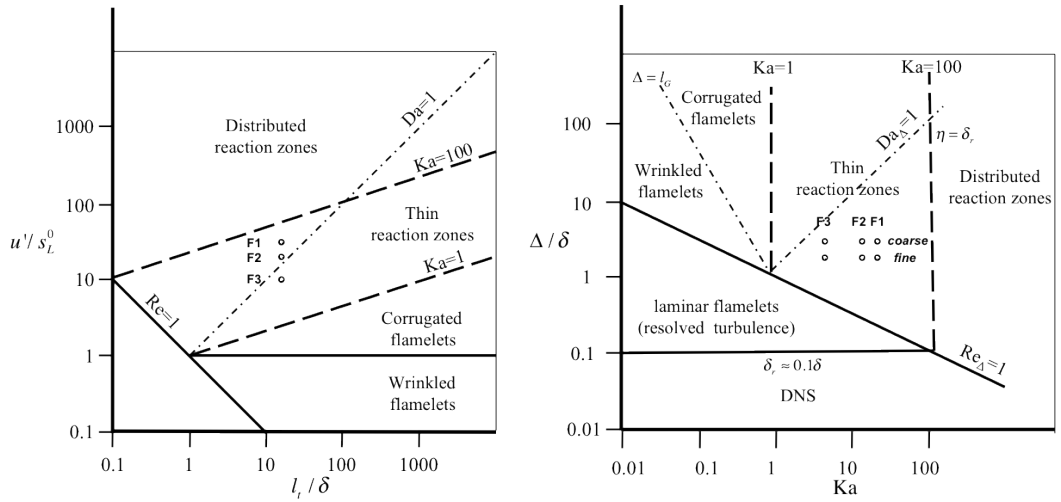 1000
100
10
1
0.1
u'/s_L^0
0.1
1
10
100
1000
l_t/δ
Distributed
reaction zones
Da=1
Ka=100
Thin
reaction zones
F1
F2
F3
Ka=1
Re=1
Corrugated
flamelets
Wrinkled
flamelets
100
10
1
0.1
0.01
Δ/δ
0.01
0.1
1
10
100
Ka
Ka=1
Ka=100
Δ = l_G
Corrugated
flamelets
Da_Δ=1
η = δ_r
Wrinkled
flamelets
Thin
reaction zones
Distributed
reaction zones
F3 F2 F1
coarse
fine
laminar flamelets
(resolved turbulence)
δ_r ≈ 0.1δ
Re_Δ=1
DNS